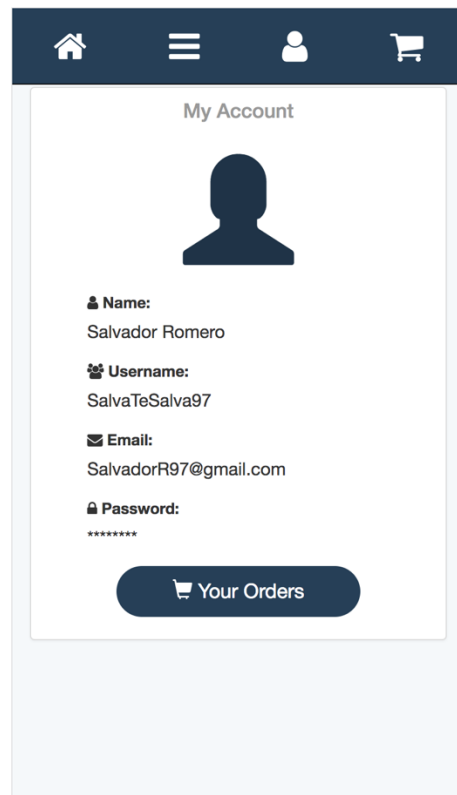 My Account
Name:
Salvador Romero
Username:
SalvaTeSalva97
Email:
SalvadorR97@gmail.com
Password:
********
Your Orders